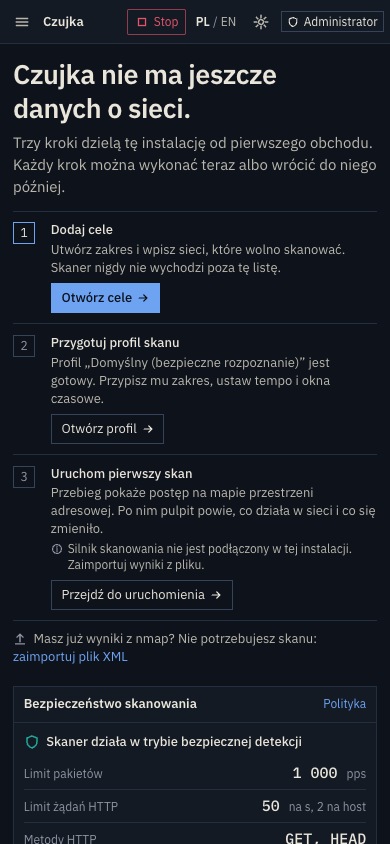 Czujka
Stop
PL / EN
Administrator
Czujka nie ma jeszcze
danych o sieci.
Trzy kroki dzielą tę instalację od pierwszego obchodu.
Każdy krok można wykonać teraz albo wrócić do niego
później.
1
Dodaj cele
Utwórz zakres i wpisz sieci, które wolno skanować.
Skaner nigdy nie wychodzi poza tę listę.
Otwórz cele →
2
Przygotuj profil skanu
Profil „Domyślny (bezpieczne rozpoznanie)” jest
gotowy. Przypisz mu zakres, ustaw tempo i okna
czasowe.
Otwórz profil →
3
Uruchom pierwszy skan
Przebieg pokaże postęp na mapie przestrzeni
adresowej. Po nim pulpit powie, co działa w sieci i co się
zmieniło.
Silnik skanowania nie jest podłączony w tej instalacji.
Zaimportuj wyniki z pliku.
Przejdź do uruchomienia →
Masz już wyniki z nmap? Nie potrzebujesz skanu:
zaimportuj plik XML
Bezpieczeństwo skanowania
Polityka
Skaner działa w trybie bezpiecznej detekcji
Limit pakietów
1 000 pps
Limit żądań HTTP
50 na s, 2 na host
Metody HTTP
GET, HEAD